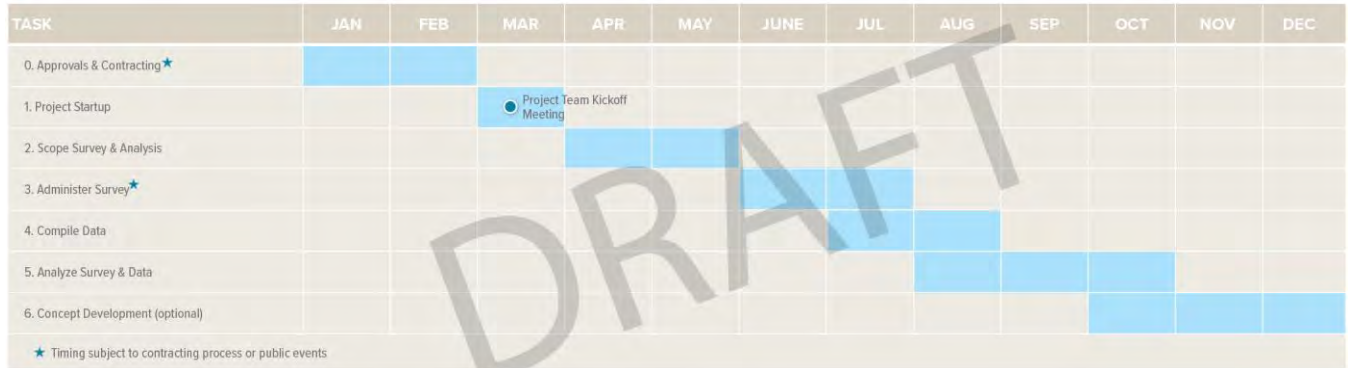 TASK JAN FEB MAR APR MAY JUNE JUL AUG SEP OCT NOV DEC
0. Approvals & Contracting★
1. Project Startup
Project Team Kickoff
Meeting
2. Scope Survey & Analysis
3. Administer Survey★
4. Compile Data
5. Analyze Survey & Data
6. Concept Development (optional)
★ Timing subject to contracting process or public events
DRAFT